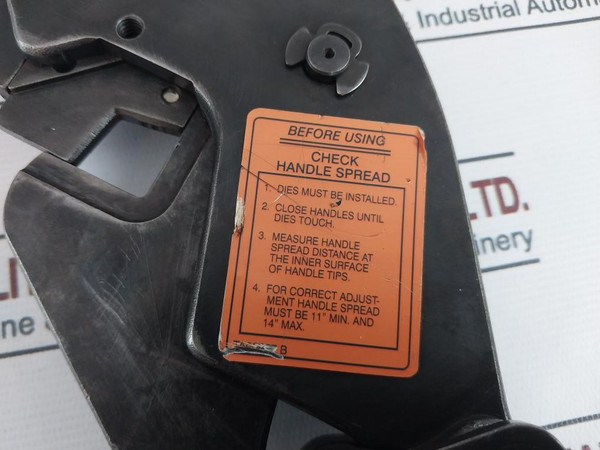 Industrial Autom
BEFORE USING
CHECK
HANDLE SPREAD
1. DIES MUST BE INSTALLED.
2. CLOSE HANDLES UNTIL
DIES TOUCH.
3. MEASURE HANDLE
SPREAD DISTANCE AT
THE INNER SURFACE
OF HANDLE TIPS.
4. FOR CORRECT ADJUST-
MENT HANDLE SPREAD
MUST BE 11" MIN. AND
14" MAX.
B
LTD.
nery
ine